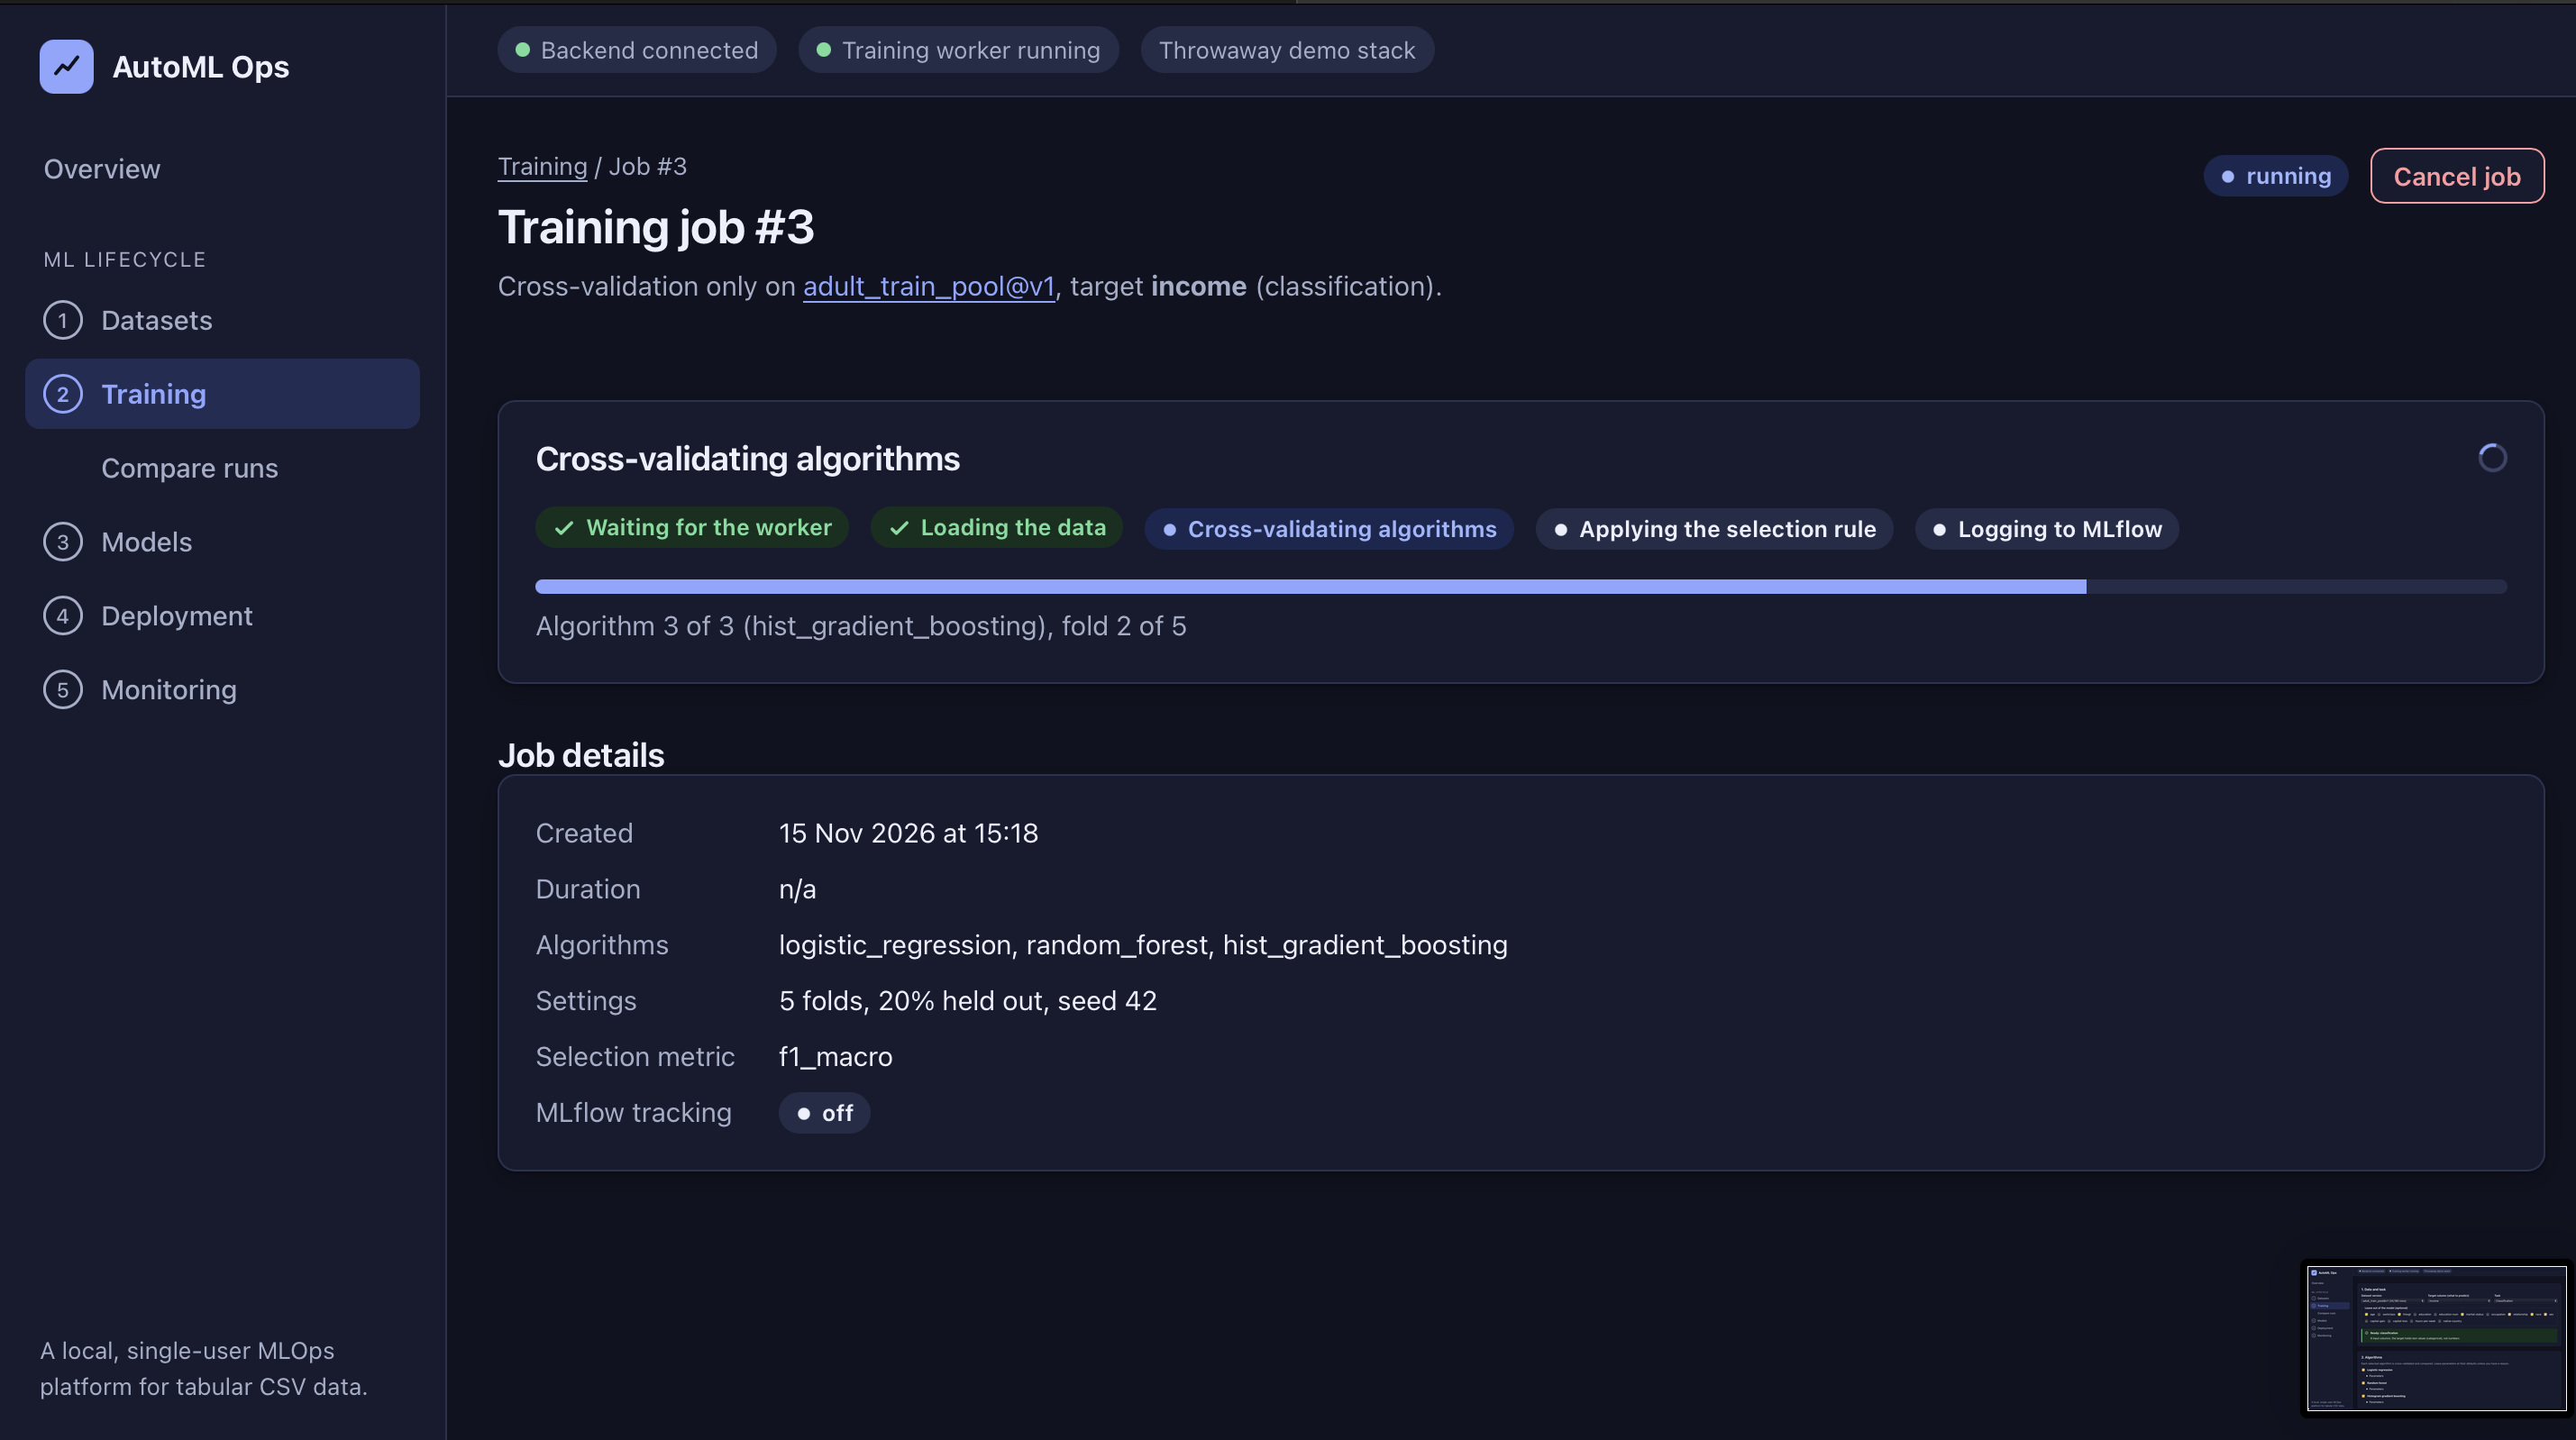 AutoML Ops
Overview
ML LIFECYCLE
1 Datasets
2 Training
Compare runs
3 Models
4 Deployment
5 Monitoring
A local, single-user MLOps
platform for tabular CSV data.
Backend connected
Training worker running
Throwaway demo stack
Training / Job #3
running
Cancel job
Training job #3
Cross-validation only on adult_train_pool@v1, target income (classification).
Cross-validating algorithms
Waiting for the worker
Loading the data
Cross-validating algorithms
Applying the selection rule
Logging to MLflow
Algorithm 3 of 3 (hist_gradient_boosting), fold 2 of 5
Job details
Created 15 Nov 2026 at 15:18
Duration n/a
Algorithms logistic_regression, random_forest, hist_gradient_boosting
Settings 5 folds, 20% held out, seed 42
Selection metric f1_macro
MLflow tracking off